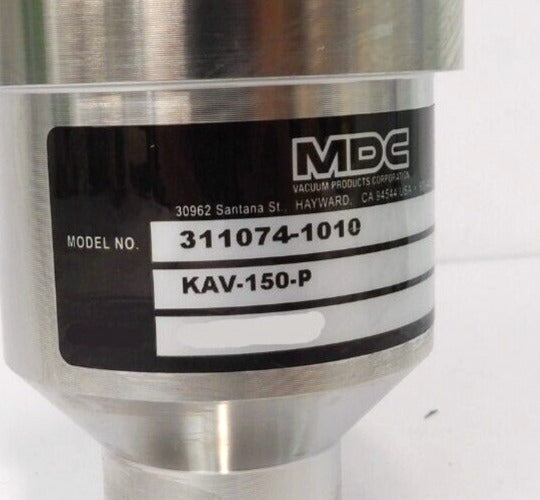 MDC
VACUUM PRODUCTS CORPORATION
30962 Santana St., HAYWARD, CA 94544 USA
MODEL NO. 311074-1010
KAV-150-P